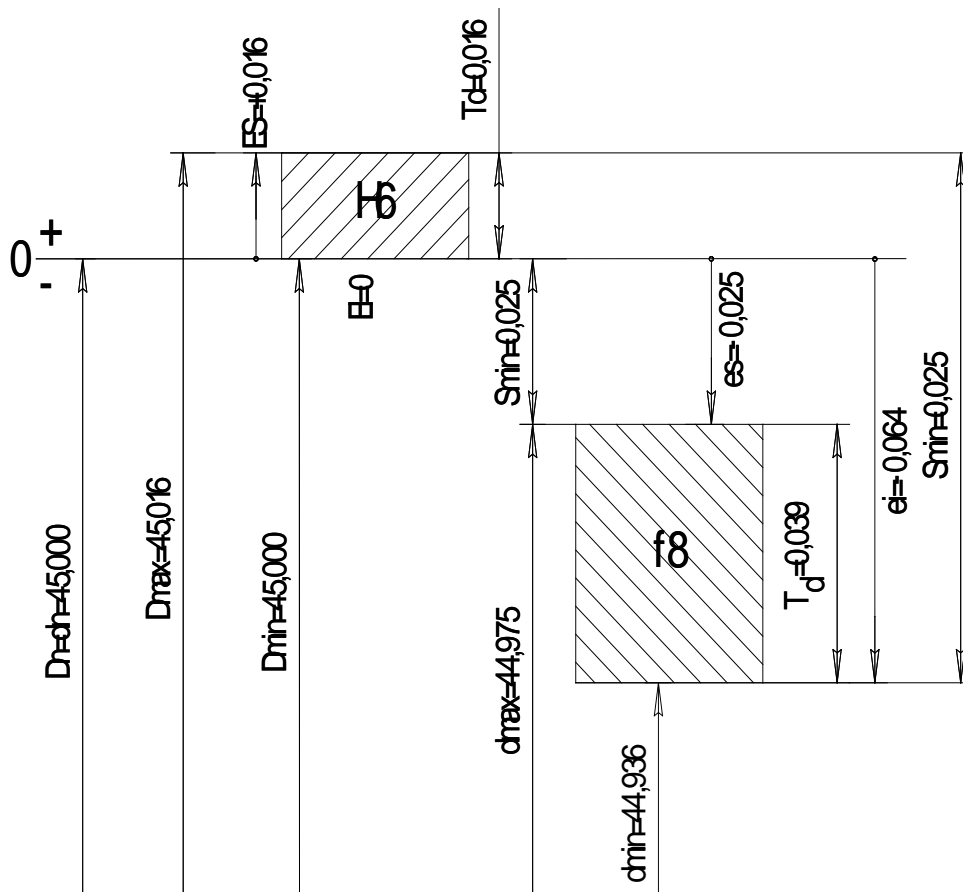 ES=+0,016
Td=0,016
H6
0
+
-
EI=0
Smin=0,025
es=-0,025
ei=-0,064
Smin=0,025
Dn=dn=45,000
Dmax=45,016
Dmin=45,000
dmax=44,975
f8
Td=0,039
dmin=44,936